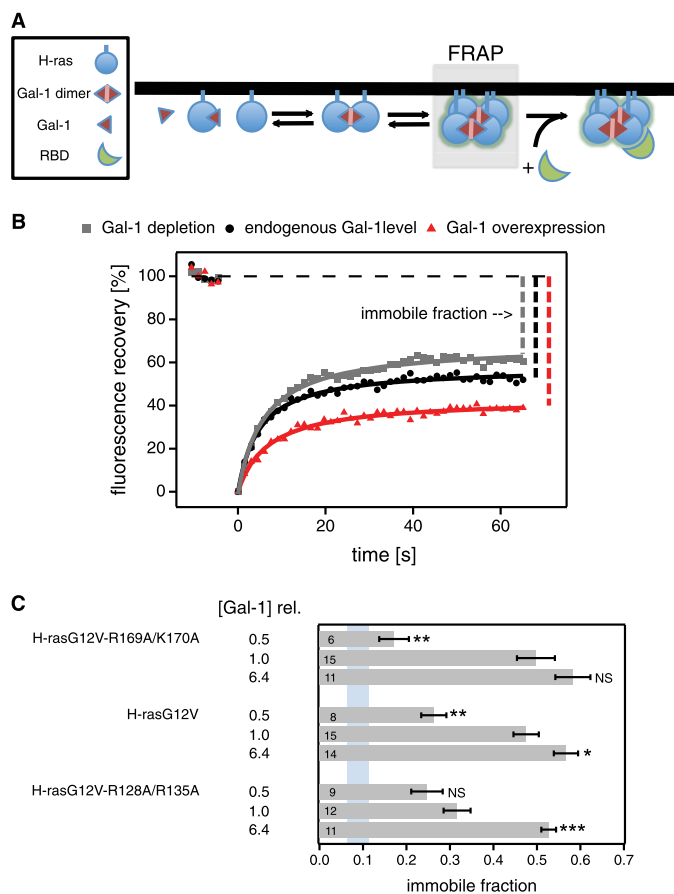 A
H-ras
Gal-1 dimer
Gal-1
RBD
FRAP
+
B
Gal-1 depletion endogenous Gal-1level Gal-1 overexpression
fluorescence recovery [%]
100
80
60
40
20
0
immobile fraction -->
0 20 40 60
time [s]
C
[Gal-1] rel.
H-rasG12V-R169A/K170A 0.5 6 **
1.0 15
6.4 11 NS
H-rasG12V 0.5 8 **
1.0 15
6.4 14 *
H-rasG12V-R128A/R135A 0.5 9 NS
1.0 12
6.4 11 ***
0.0 0.1 0.2 0.3 0.4 0.5 0.6 0.7
immobile fraction